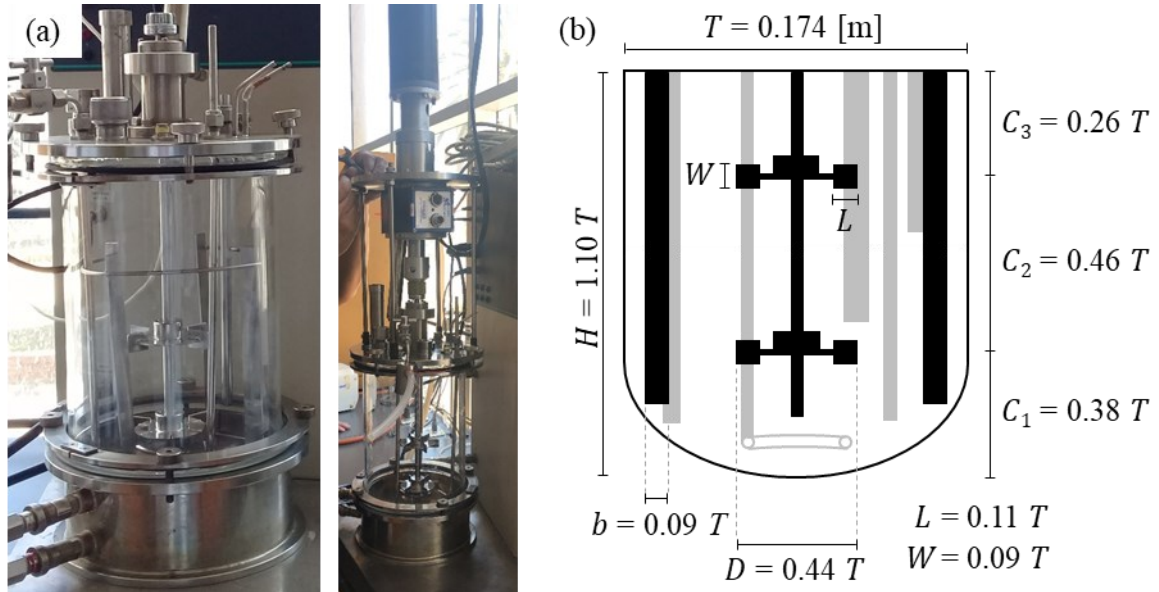 (a)
(b)
T = 0.174 [m]
C₃ = 0.26 T
W
L
H = 1.10 T
C₂ = 0.46 T
C₁ = 0.38 T
b = 0.09 T
L = 0.11 T
D = 0.44 T
W = 0.09 T